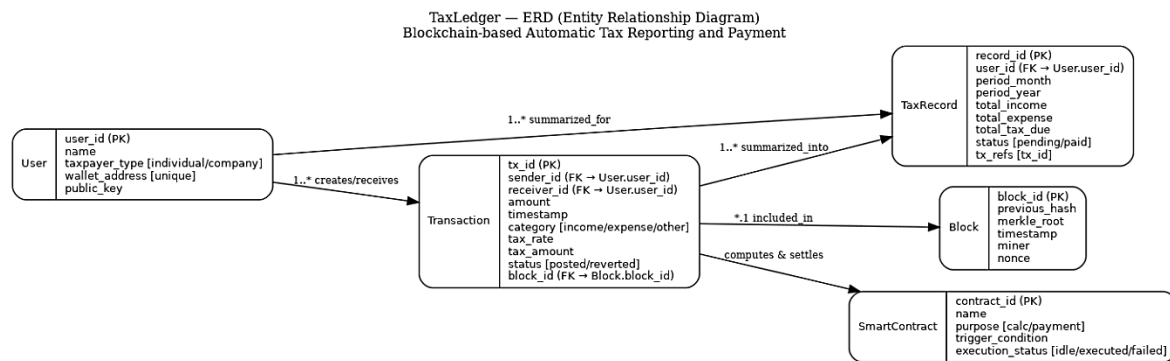 TaxLedger — ERD (Entity Relationship Diagram)
Blockchain-based Automatic Tax Reporting and Payment
User
user_id (PK)
name
taxpayer_type [individual/company]
wallet_address [unique]
public_key
1..* summarized_for
1..* creates/receives
Transaction
tx_id (PK)
sender_id (FK → User.user_id)
receiver_id (FK → User.user_id)
amount
timestamp
category [income/expense/other]
tax_rate
tax_amount
status [posted/reverted]
block_id (FK → Block.block_id)
1..* summarized_into
*.1 included_in
computes & settles
TaxRecord
record_id (PK)
user_id (FK → User.user_id)
period_month
period_year
total_income
total_expense
total_tax_due
status [pending/paid]
tx_refs [tx_id]
Block
block_id (PK)
previous_hash
merkle_root
timestamp
miner
nonce
SmartContract
contract_id (PK)
name
purpose [calc/payment]
trigger_condition
execution_status [idle/executed/failed]